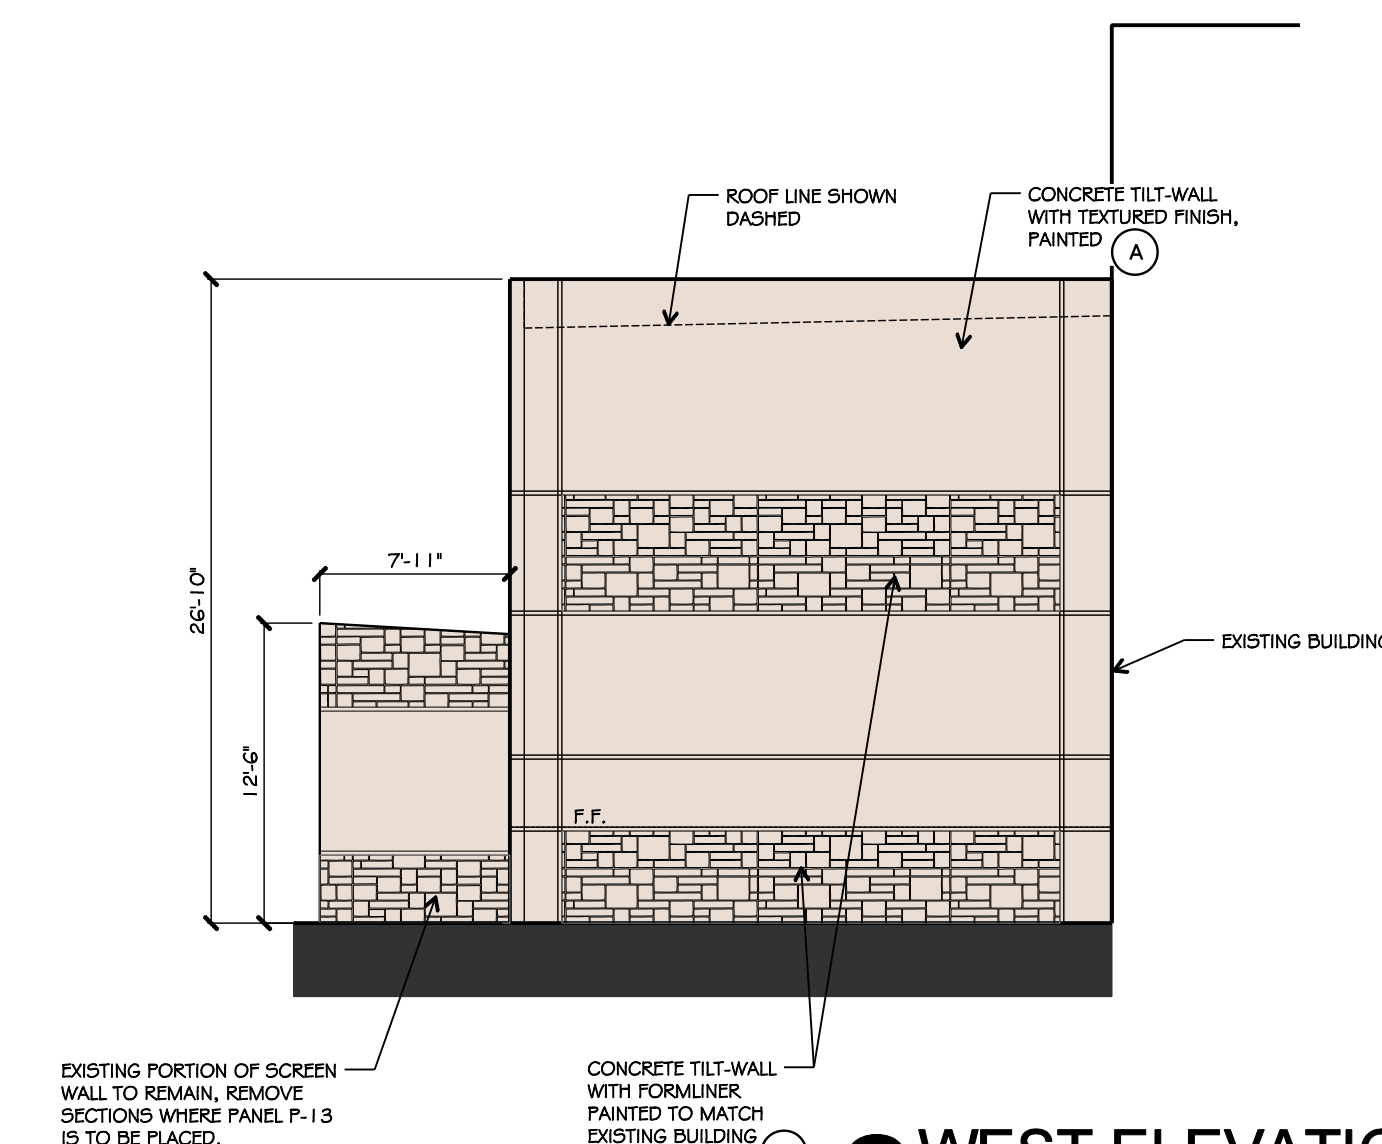 ROOF LINE SHOWN
DASHED
CONCRETE TILT-WALL
WITH TEXTURED FINISH,
PAINTED
A
7'-11"
26'-10"
12'-6"
EXISTING BUILDING
F.F.
EXISTING PORTION OF SCREEN
WALL TO REMAIN, REMOVE
SECTIONS WHERE PANEL P-13
IS TO BE PLACED.
CONCRETE TILT-WALL
WITH FORMLINER
PAINTED TO MATCH
EXISTING BUILDING
WEST ELEVATIO